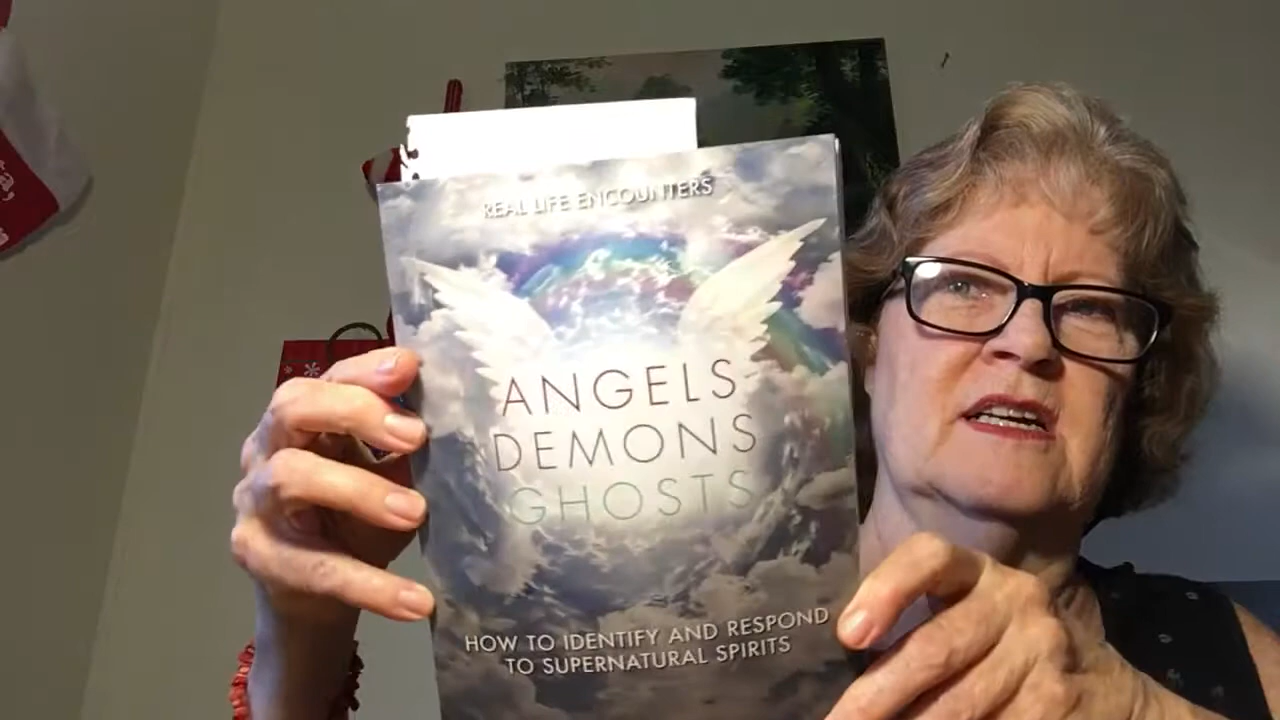 REAL LIFE ENCOUNTERS
ANGELS
DEMONS
GHOSTS
HOW TO IDENTIFY AND RESPOND
TO SUPERNATURAL SPIRITS